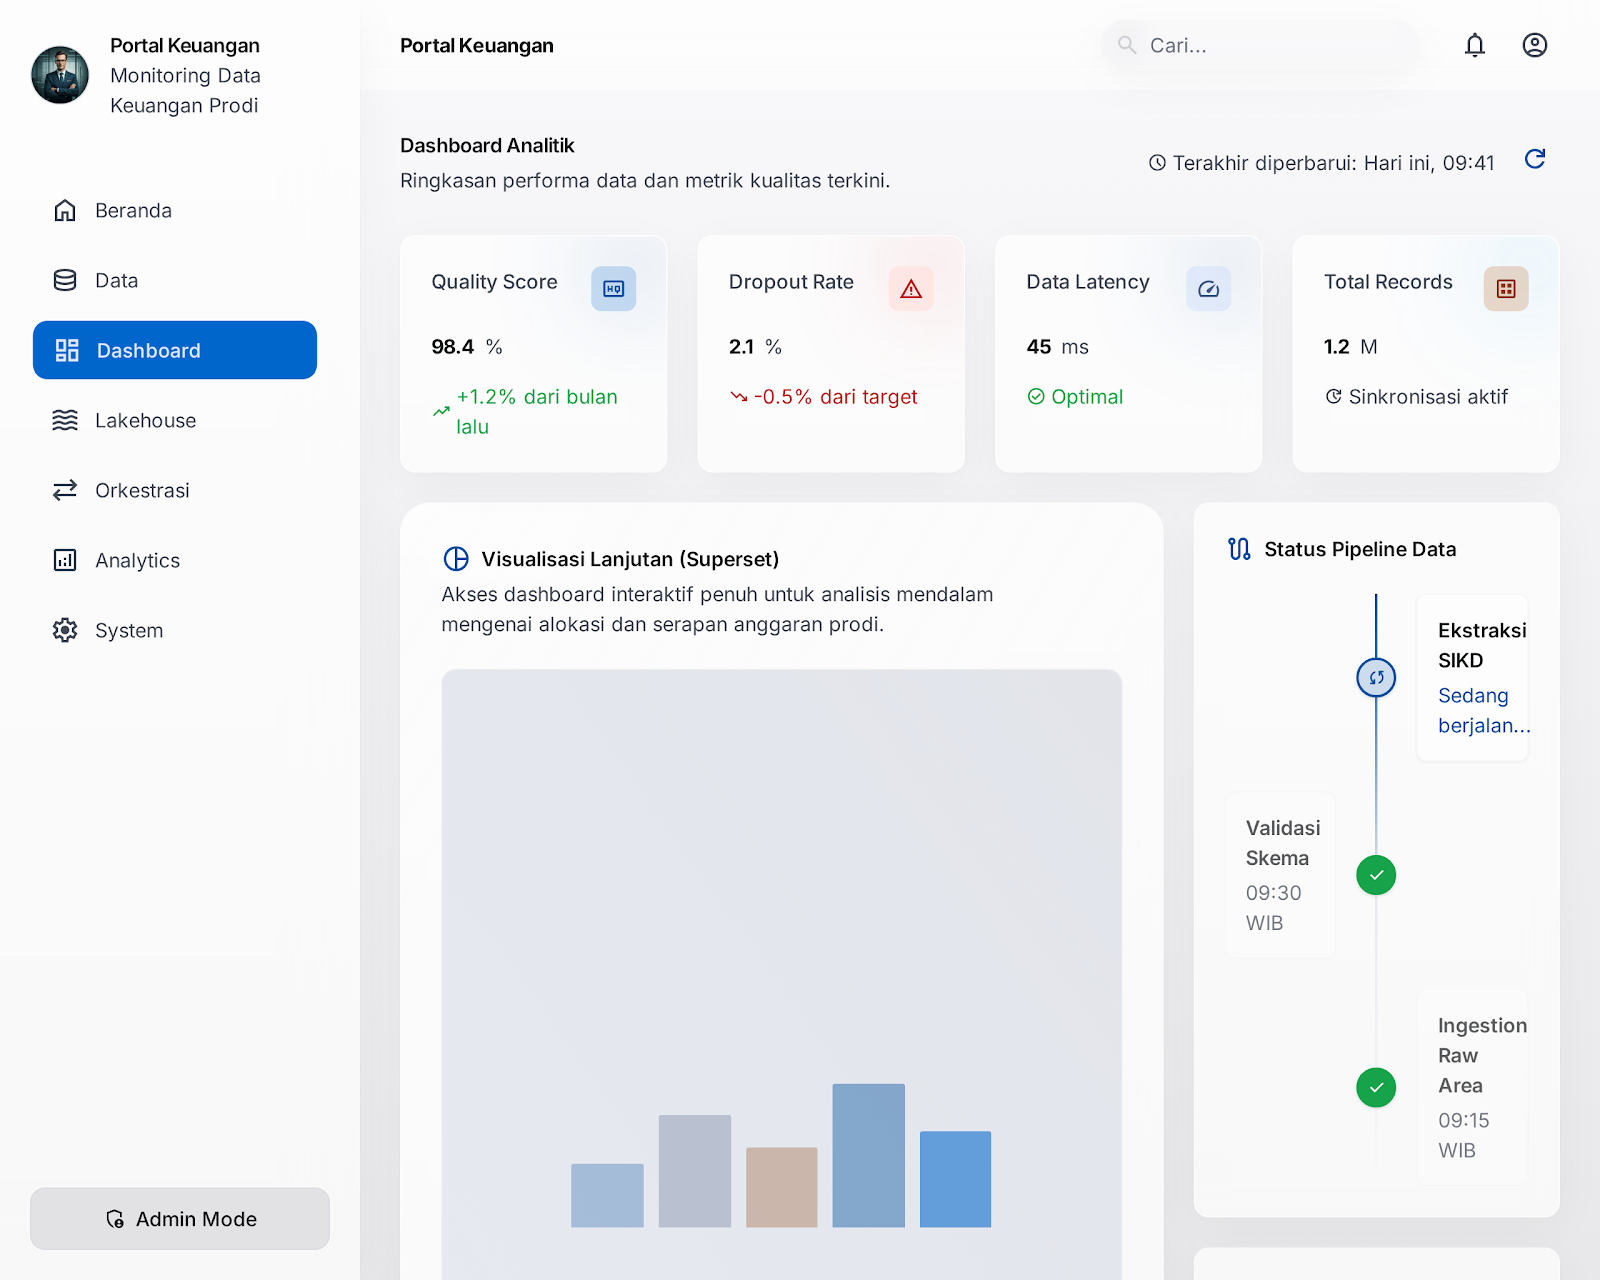 Portal Keuangan
Monitoring Data
Keuangan Prodi
Beranda
Data
Dashboard
Lakehouse
Orkestrasi
Analytics
System
Admin Mode
Portal Keuangan
Cari...
Dashboard Analitik
Ringkasan performa data dan metrik kualitas terkini.
Terakhir diperbarui: Hari ini, 09:41
Quality Score
HQ
98.4 %
+1.2% dari bulan
lalu
Dropout Rate
2.1 %
-0.5% dari target
Data Latency
45 ms
Optimal
Total Records
1.2 M
Sinkronisasi aktif
Visualisasi Lanjutan (Superset)
Akses dashboard interaktif penuh untuk analisis mendalam
mengenai alokasi dan serapan anggaran prodi.
Status Pipeline Data
Ekstraksi
SIKD
Sedang
berjalan...
Validasi
Skema
09:30
WIB
Ingestion
Raw
Area
09:15
WIB